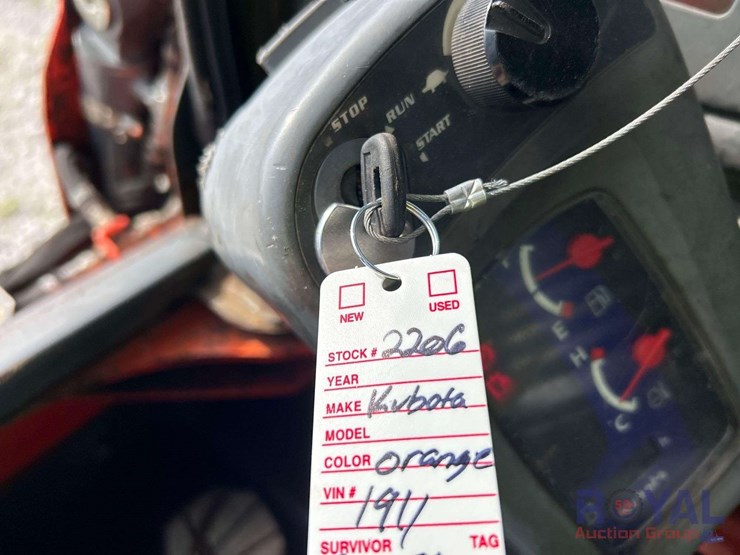 STOP
RUN
START
NEW
USED
STOCK # 2206
YEAR
MAKE Kubota
MODEL
COLOR orange
VIN # 1911
SURVIVOR TAG
E
H
C
ROYAL
Auction Group